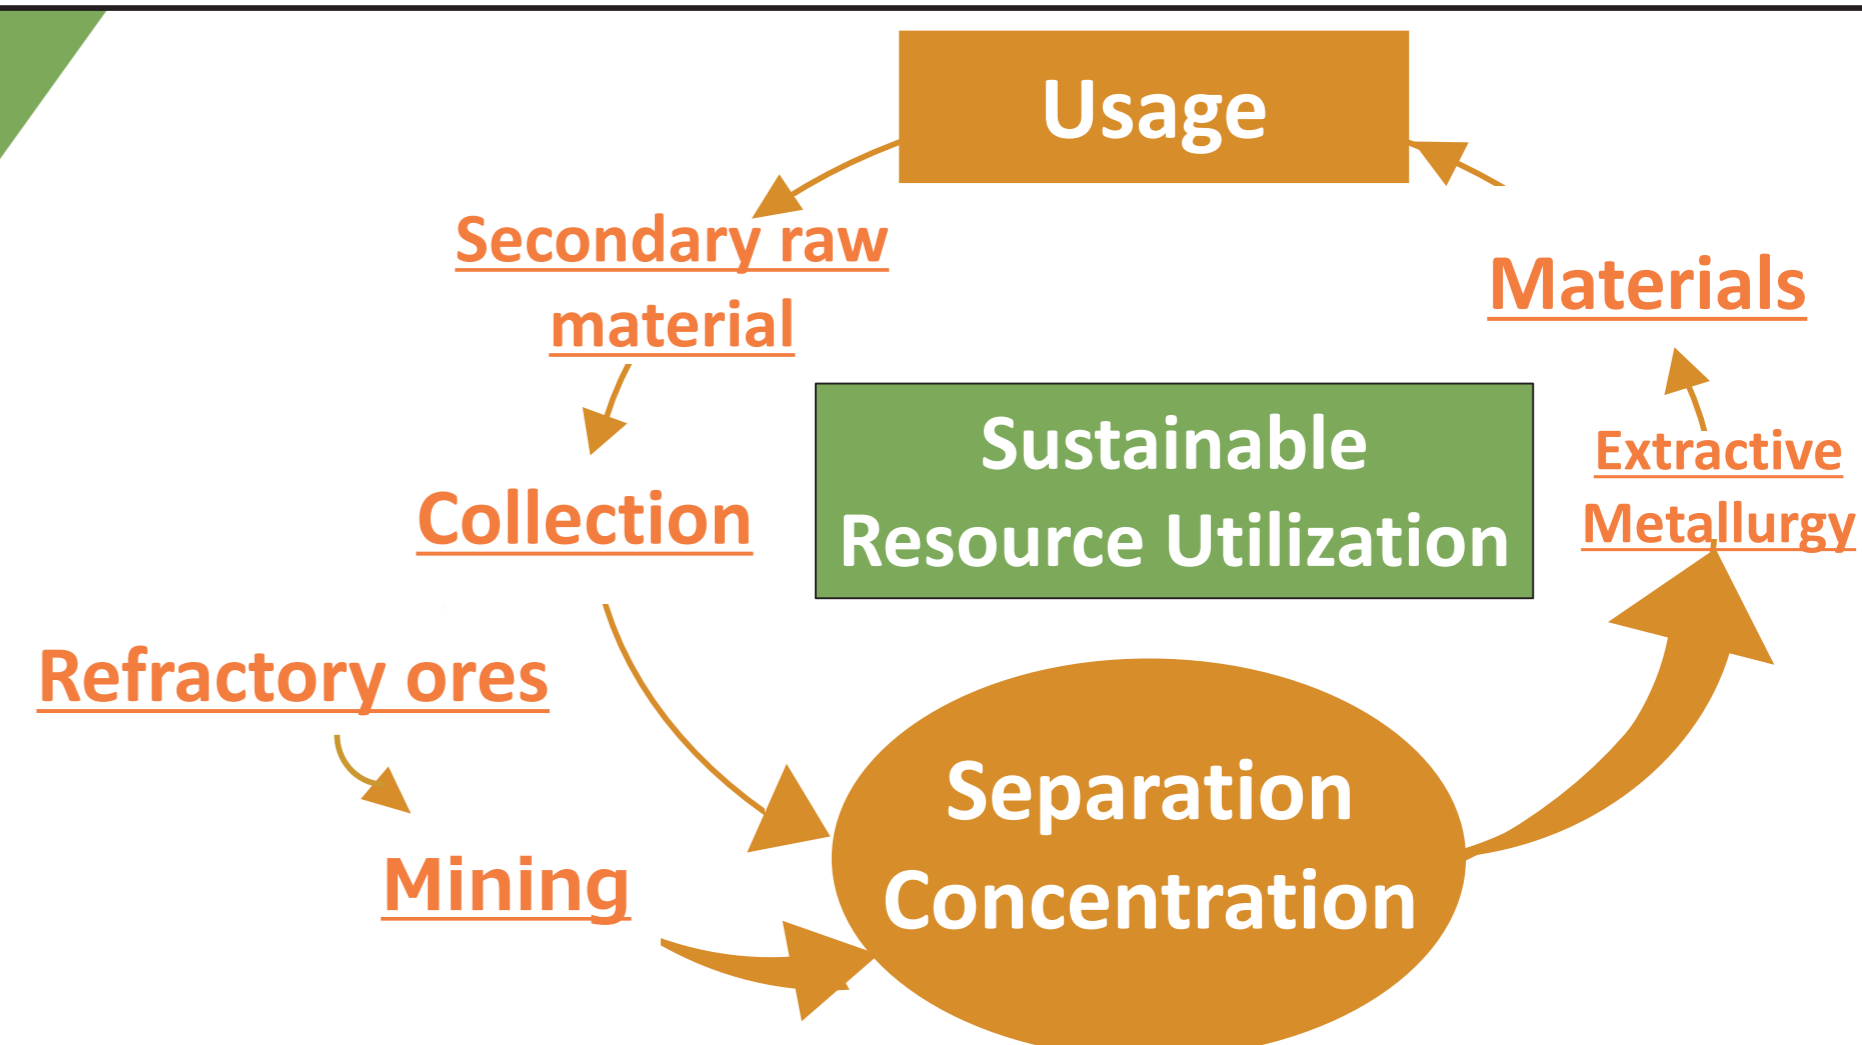 Usage
Secondary raw
material
Materials
Sustainable
Resource Utilization
Extractive
Metallurgy
Collection
Refractory ores
Separation
Concentration
Mining